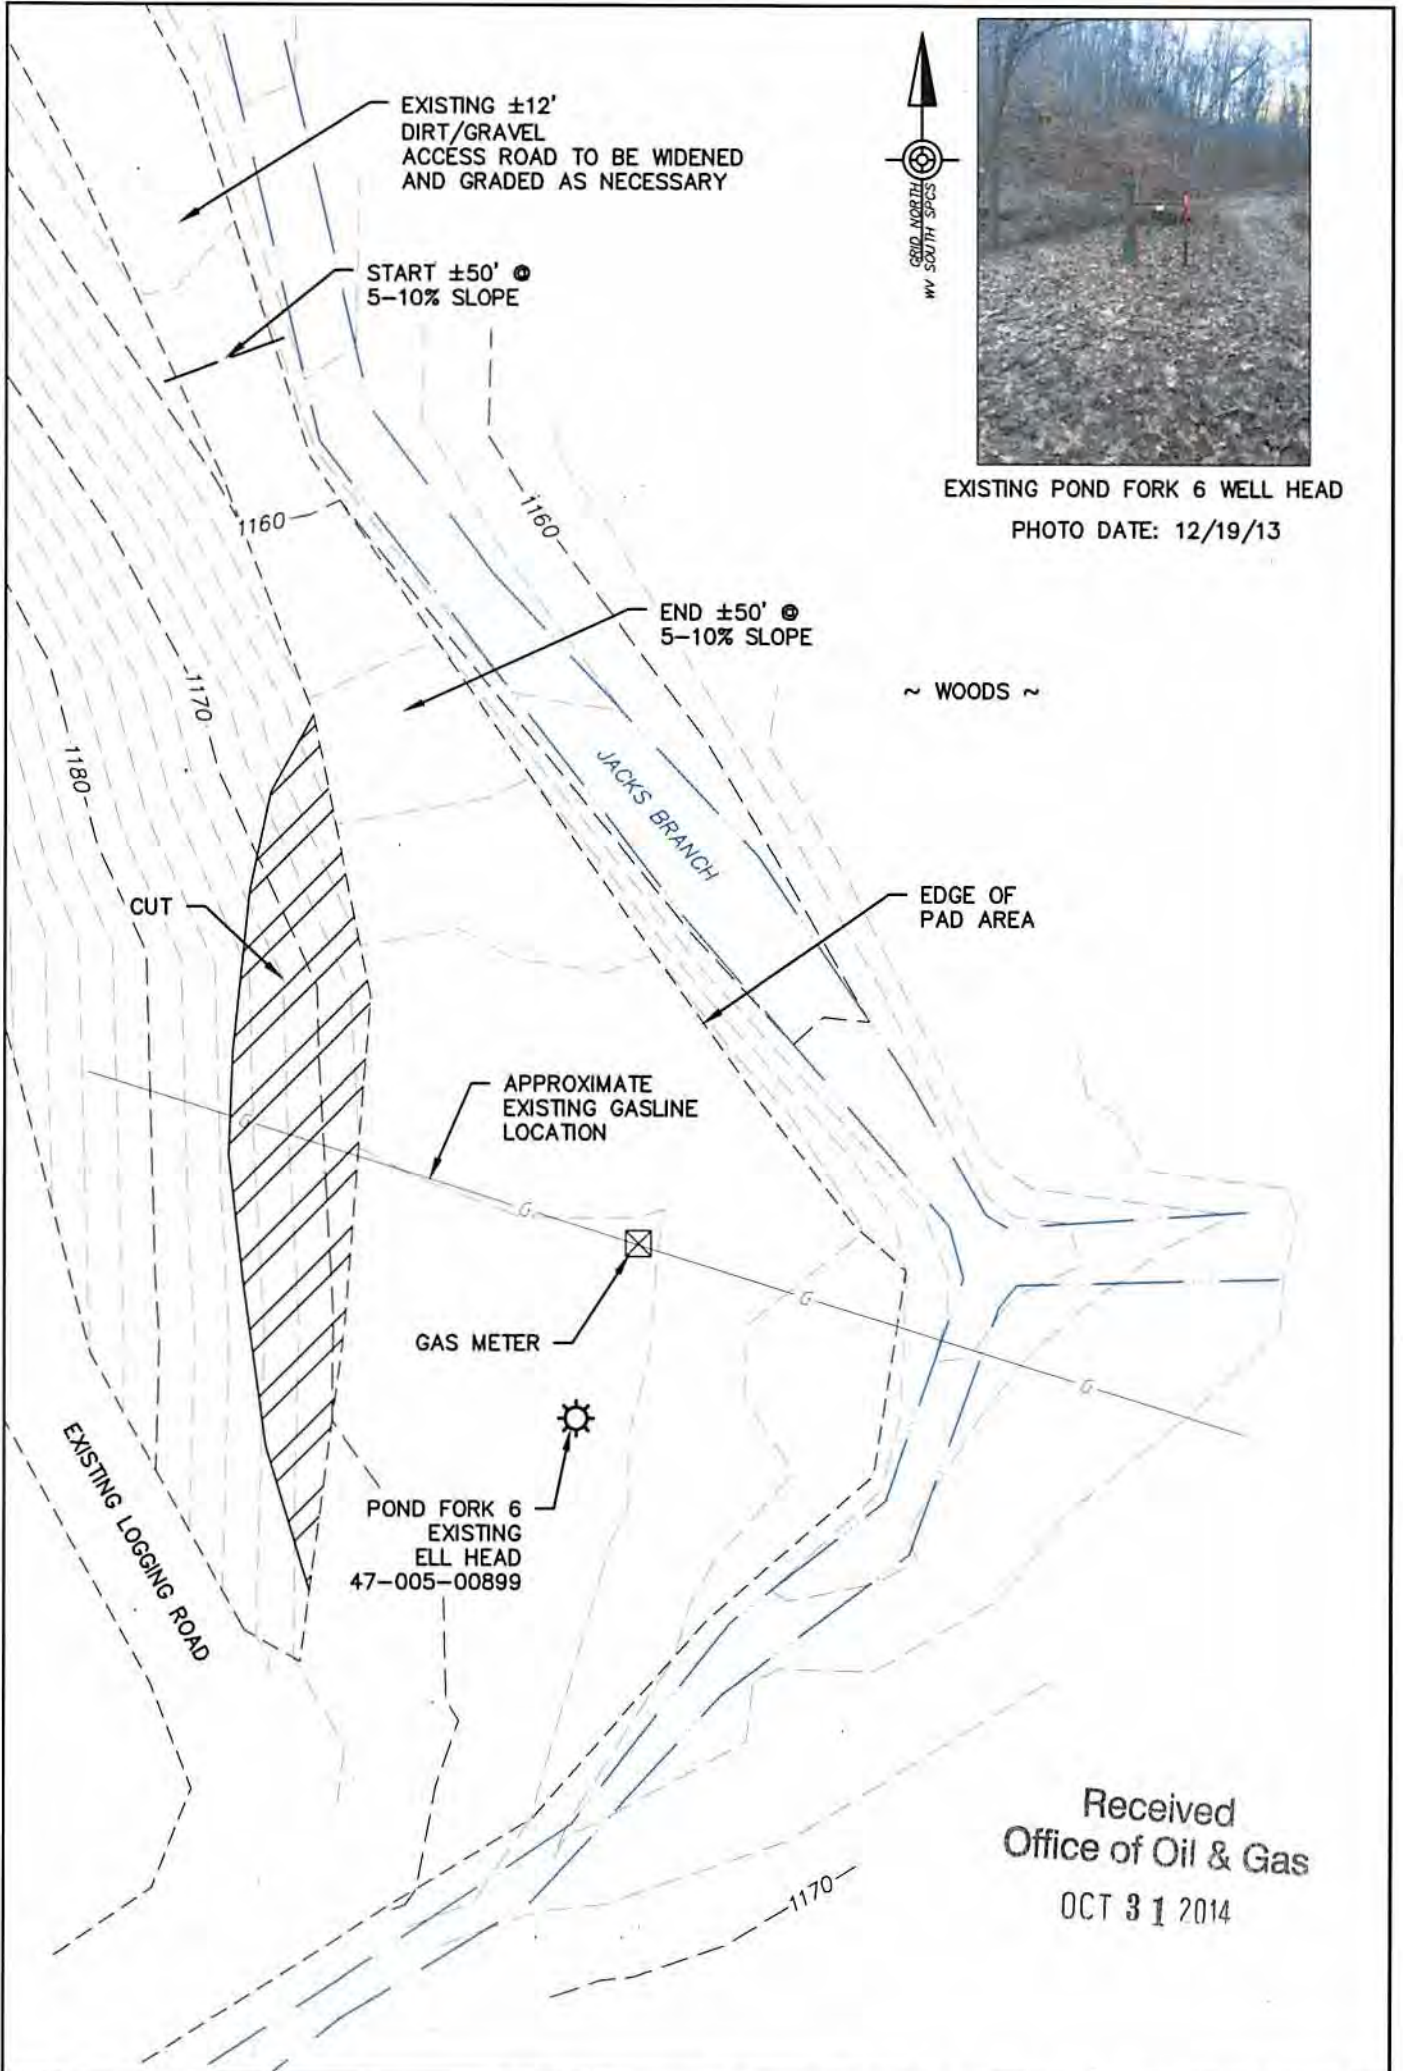 EXISTING ±12'
DIRT/GRAVEL
ACCESS ROAD TO BE WIDENED
AND GRADED AS NECESSARY
START ±50' @
5-10% SLOPE
GRID NORTH
WV SOUTH SPCS
EXISTING POND FORK 6 WELL HEAD
PHOTO DATE: 12/19/13
1160
1160
END ±50' @
5-10% SLOPE
~ WOODS ~
1170
1180
JACKS BRANCH
CUT
EDGE OF
PAD AREA
APPROXIMATE
EXISTING GASLINE
LOCATION
G
G
G
G
GAS METER
POND FORK 6
EXISTING
ELL HEAD
47-005-00899
EXISTING LOGGING ROAD
Received
Office of Oil & Gas
OCT 31 2014
1170